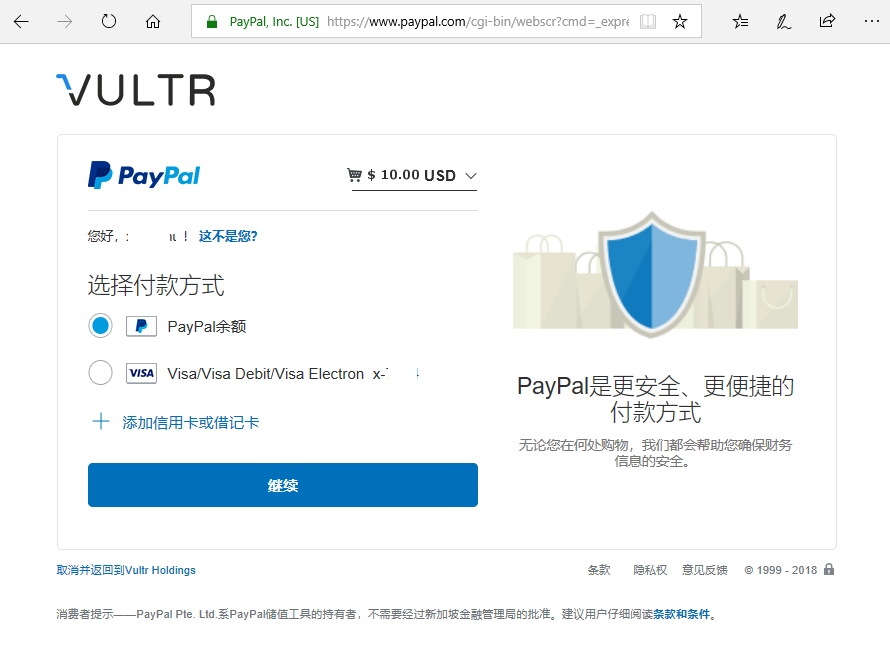 PayPal, Inc. [US] https://www.paypal.com/cgi-bin/webscr?cmd=_expre
VULTR
PayPal
$ 10.00 USD
您好，: ！ 这不是您?
选择付款方式
PayPal余额
VISA Visa/Visa Debit/Visa Electron x-
添加信用卡或借记卡
继续
PayPal是更安全、更便捷的
付款方式
无论您在何处购物，我们都会帮助您确保财务
信息的安全。
取消并返回到Vultr Holdings
条款 隐私权 意见反馈 © 1999 - 2018
消费者提示——PayPal Pte. Ltd.系PayPal储值工具的持有者，不需要经过新加坡金融管理局的批准。建议用户仔细阅读条款和条件。